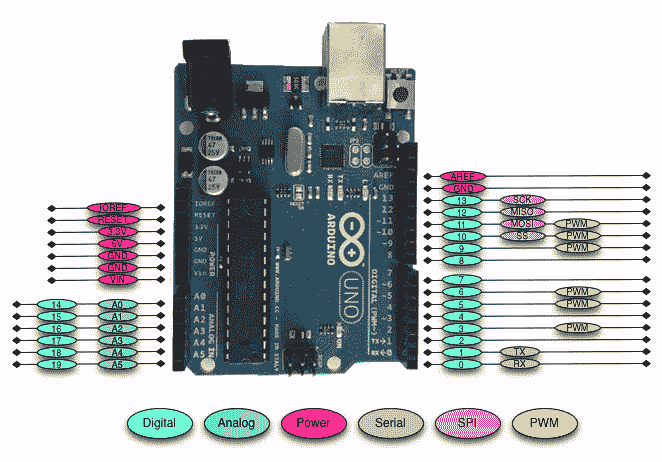 IOREF
RESET
3.3V
5V
GND
GND
VIN
14 A0
15 A1
16 A2
17 A3
18 A4
19 A5
IOREF
RESET
3.3V
5V
GND
GND
Vin
POWER
A0
A1
A2
A3
A4
A5
ANALOG IN
RX
TX
ARDUINO
UNO
ON
AREF
GND
13
12
~11
~10
~9
8
7
~6
~5
4
~3
2
TX→1
RX←0
DIGITAL (PWM~)
AREF
GND
13 SCK
12 MISO
11 MOSI PWM
10 SS PWM
9 PWM
8
7
6 PWM
5 PWM
4
3 PWM
2
1 TX
0 RX
Digital Analog Power Serial SPI PWM